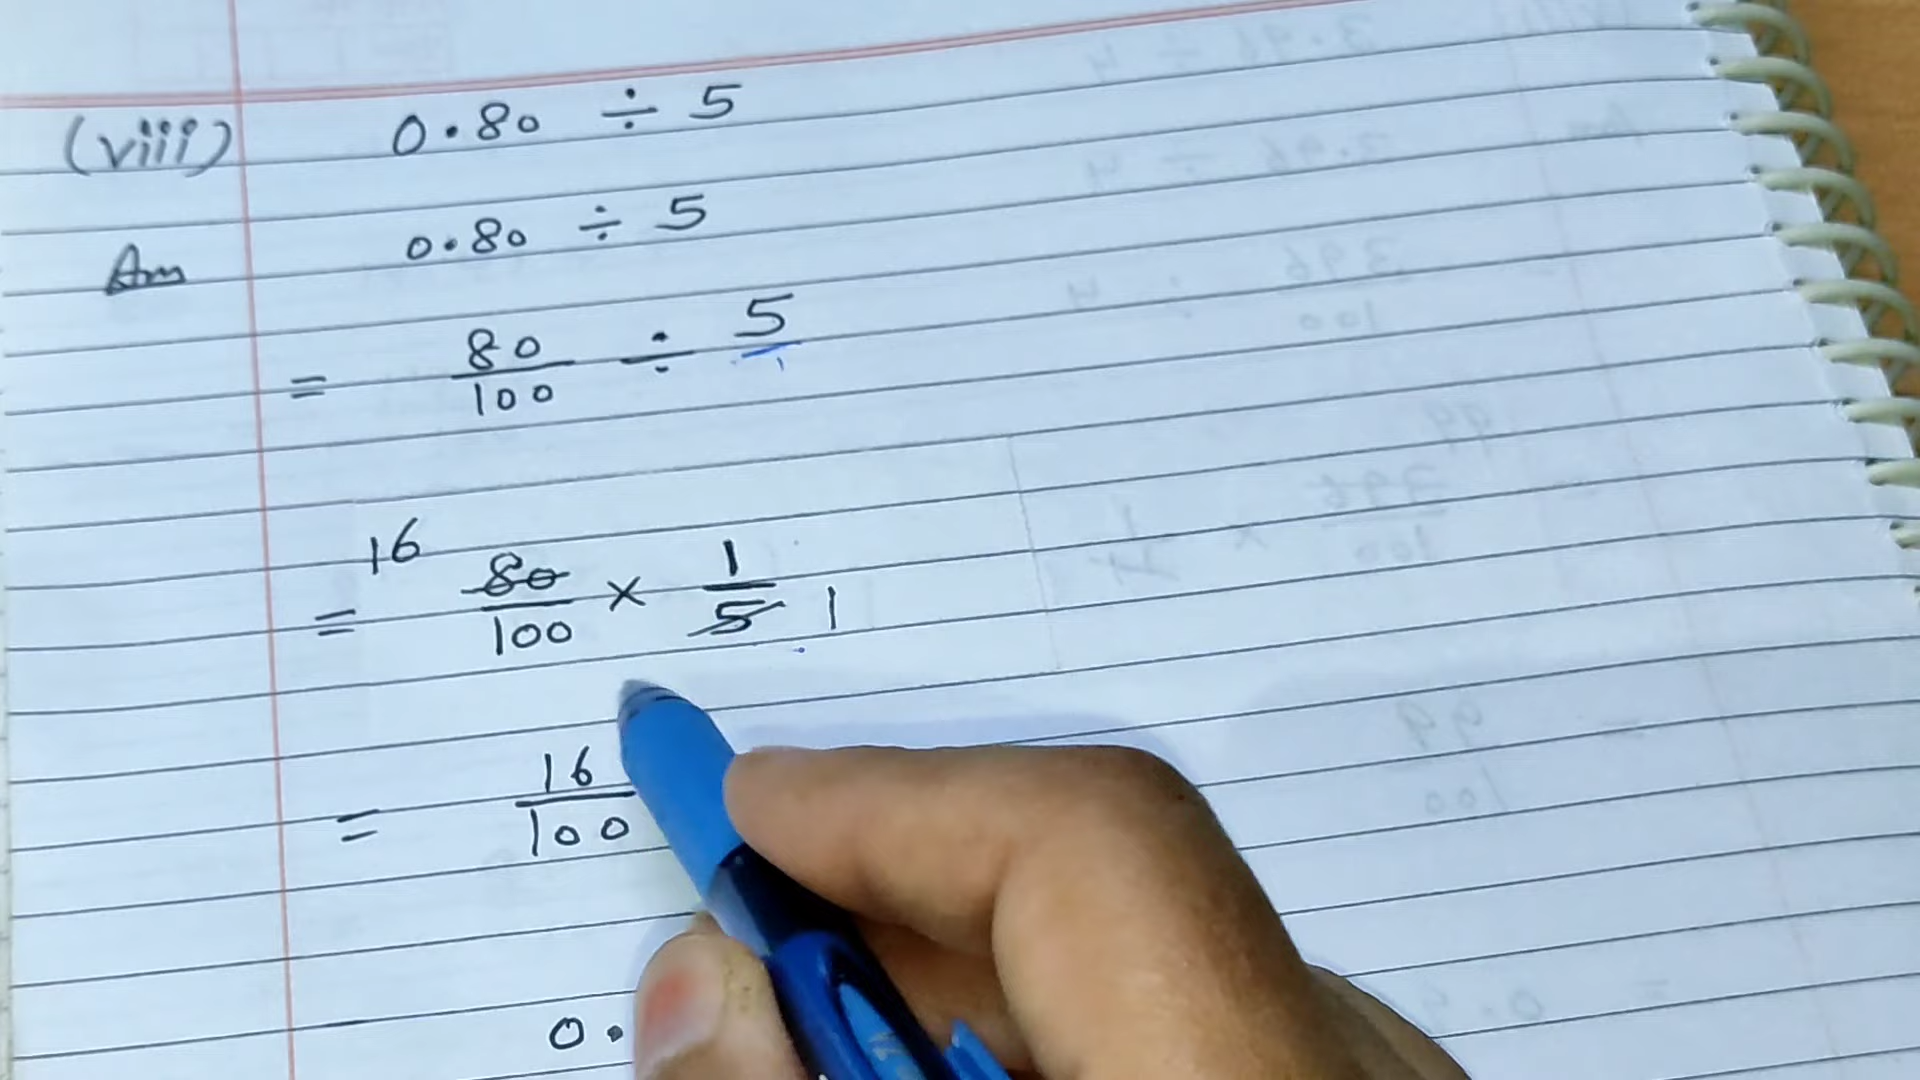 (viii) 0.80 ÷ 5
Ans 0.80 ÷ 5
= 80/100 ÷ 5
= 16 80/100 × 1/5 1
= 16/100
0.